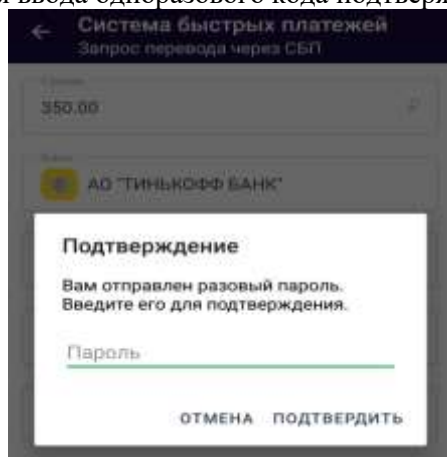 ввода одноразового кода
← Система быстрых платежей
Запрос перевода через СБП
350.00
АО "ТИНЬКОФФ БАНК"
Подтверждение
Вам отправлен разовый пароль.
Введите его для подтверждения.
Пароль
ОТМЕНА ПОДТВЕРДИТЬ